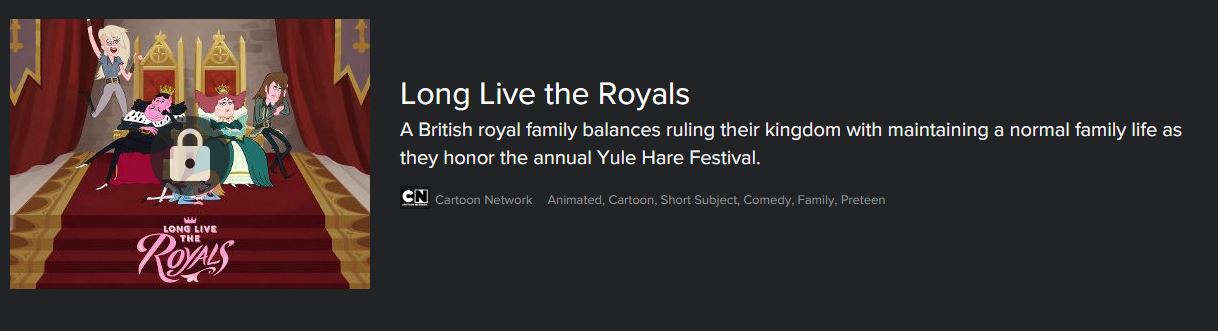 Long Live the Royals
A British royal family balances ruling their kingdom with maintaining a normal family life as
they honor the annual Yule Hare Festival.
CN Cartoon Network Animated, Cartoon, Short Subject, Comedy, Family, Preteen
LONG LIVE
THE
ROYALS